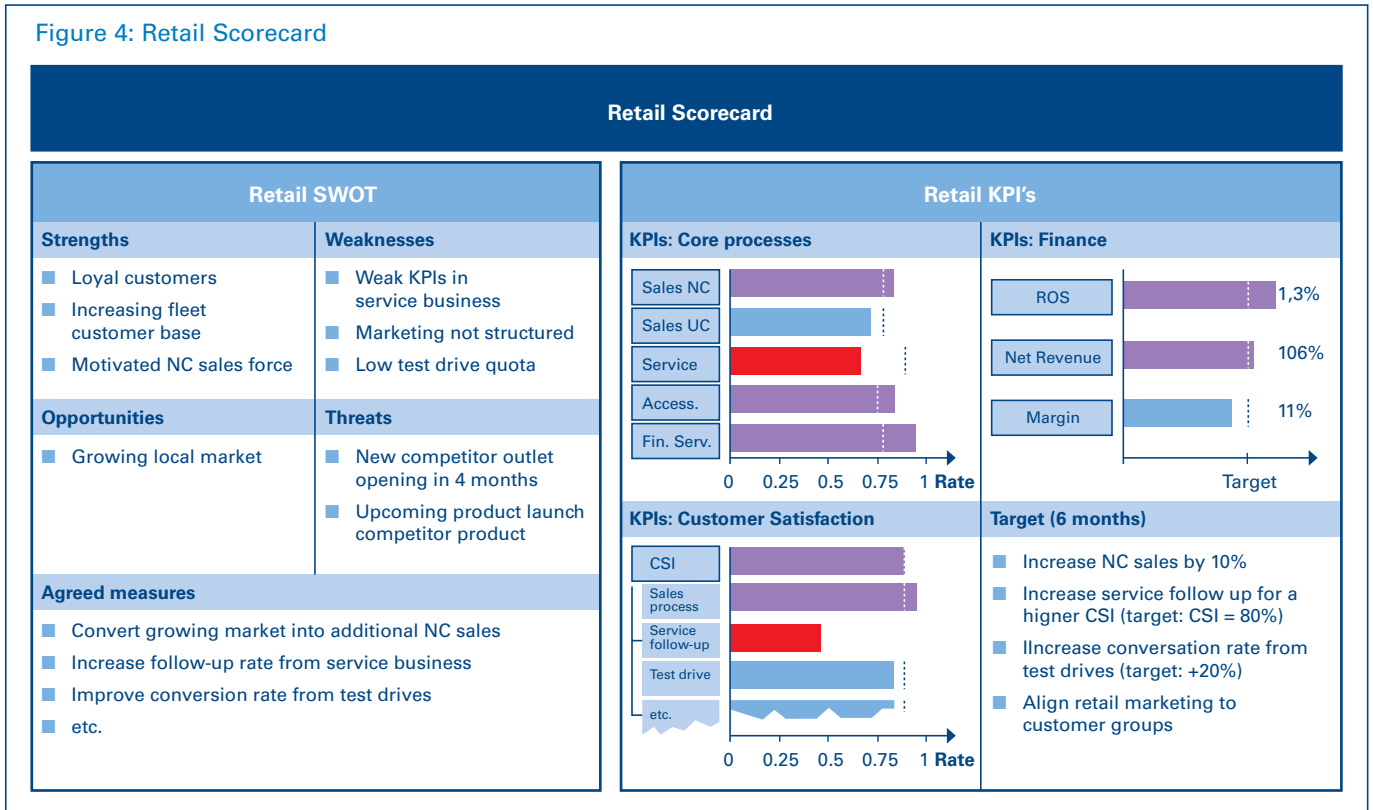 Figure 4: Retail Scorecard
Retail Scorecard
Retail SWOT
Strengths
Loyal customers
Increasing fleet
customer base
Motivated NC sales force
Weaknesses
Weak KPIs in
service business
Marketing not structured
Low test drive quota
Opportunities
Growing local market
Threats
New competitor outlet
opening in 4 months
Upcoming product launch
competitor product
Agreed measures
Convert growing market into additional NC sales
Increase follow-up rate from service business
Improve conversion rate from test drives
etc.
Retail KPI's
KPIs: Core processes
Sales NC
Sales UC
Service
Access.
Fin. Serv.
0 0.25 0.5 0.75 1 Rate
KPIs: Finance
ROS 1,3%
Net Revenue 106%
Margin 11%
Target
KPIs: Customer Satisfaction
CSI
Sales
process
Service
follow-up
Test drive
etc.
0 0.25 0.5 0.75 1 Rate
Target (6 months)
Increase NC sales by 10%
Increase service follow up for a
higner CSI (target: CSI = 80%)
IIncrease conversation rate from
test drives (target: +20%)
Align retail marketing to
customer groups